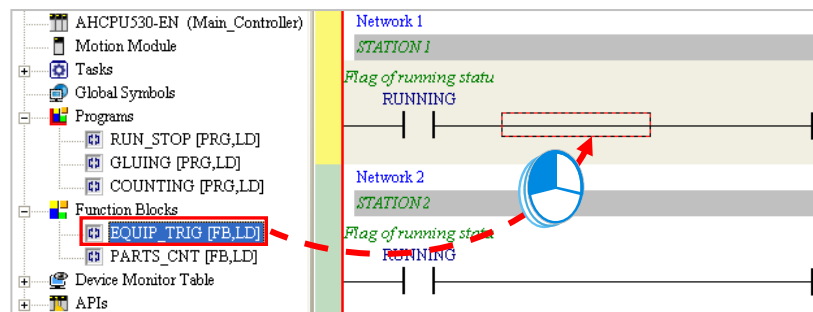 AHCPU530-EN (Main_Controller)
Motion Module
Tasks
Global Symbols
Programs
RUN_STOP [PRG,LD]
GLUING [PRG,LD]
COUNTING [PRG,LD]
Function Blocks
EQUIP_TRIG [FB,LD]
PARTS_CNT [FB,LD]
Device Monitor Table
APIs
Network 1
STATION 1
Flag of running statu
RUNNING
Network 2
STATION2
Flag of running statu
RUNNING